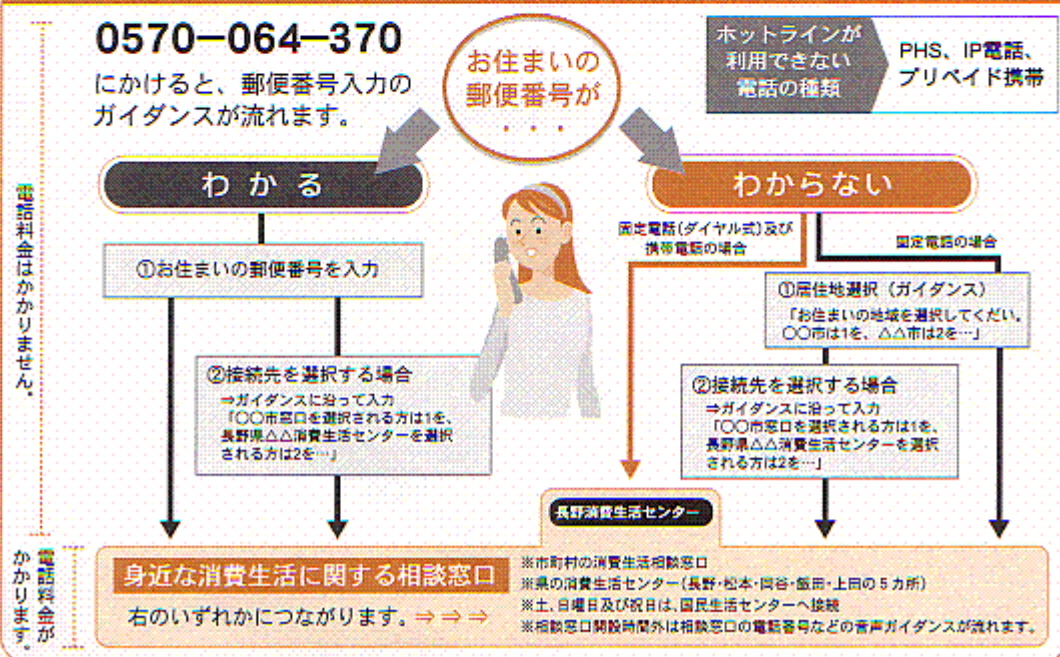 0570−064−370
にかけると、郵便番号入力の
ガイダンスが流れます。
お住まいの
郵便番号が
・・・
ホットラインが
利用できない
電話の種類
PHS、IP電話、
プリペイド携帯
わかる
わからない
電話料金はかかりません。
①お住まいの郵便番号を入力
②接続先を選択する場合
⇒ガイダンスに沿って入力
「○○市窓口を選択される方は1を、
長野県△△消費生活センターを選択
される方は2を…」
固定電話(ダイヤル式)及び
携帯電話の場合
固定電話の場合
①居住地選択(ガイダンス)
「お住まいの地域を選択してくだい。
○○市は1を、△△市は2を…」
②接続先を選択する場合
⇒ガイダンスに沿って入力
「○○市窓口を選択される方は1を、
長野県△△消費生活センターを選択
される方は2を…」
長野消費生活センター
電話料金が
かかります。
身近な消費生活に関する相談窓口
右のいずれかにつながります。⇒ ⇒ ⇒
※市町村の消費生活相談窓口
※県の消費生活センター(長野・松本・岡谷・飯田・上田の5カ所)
※土、日曜日及び祝日は、国民生活センターへ接続
※相談窓口開設時間外は相談窓口の電話番号などの音声ガイダンスが流れます。